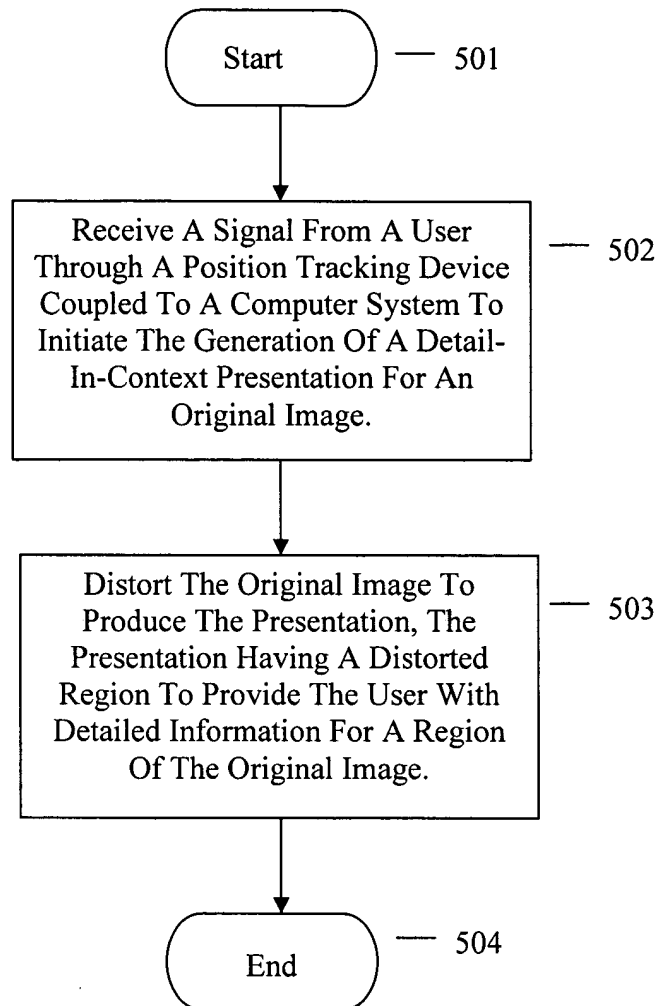 Start
501
Receive A Signal From A User
Through A Position Tracking Device
Coupled To A Computer System To
Initiate The Generation Of A Detail-
In-Context Presentation For An
Original Image.
502
Distort The Original Image To
Produce The Presentation, The
Presentation Having A Distorted
Region To Provide The User With
Detailed Information For A Region
Of The Original Image.
503
End
504